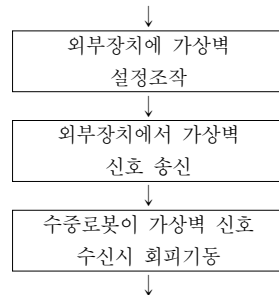 외부장치에 가상벽
설정조작
외부장치에서 가상벽
신호 송신
수중로봇이 가상벽 신호
수신시 회피기동